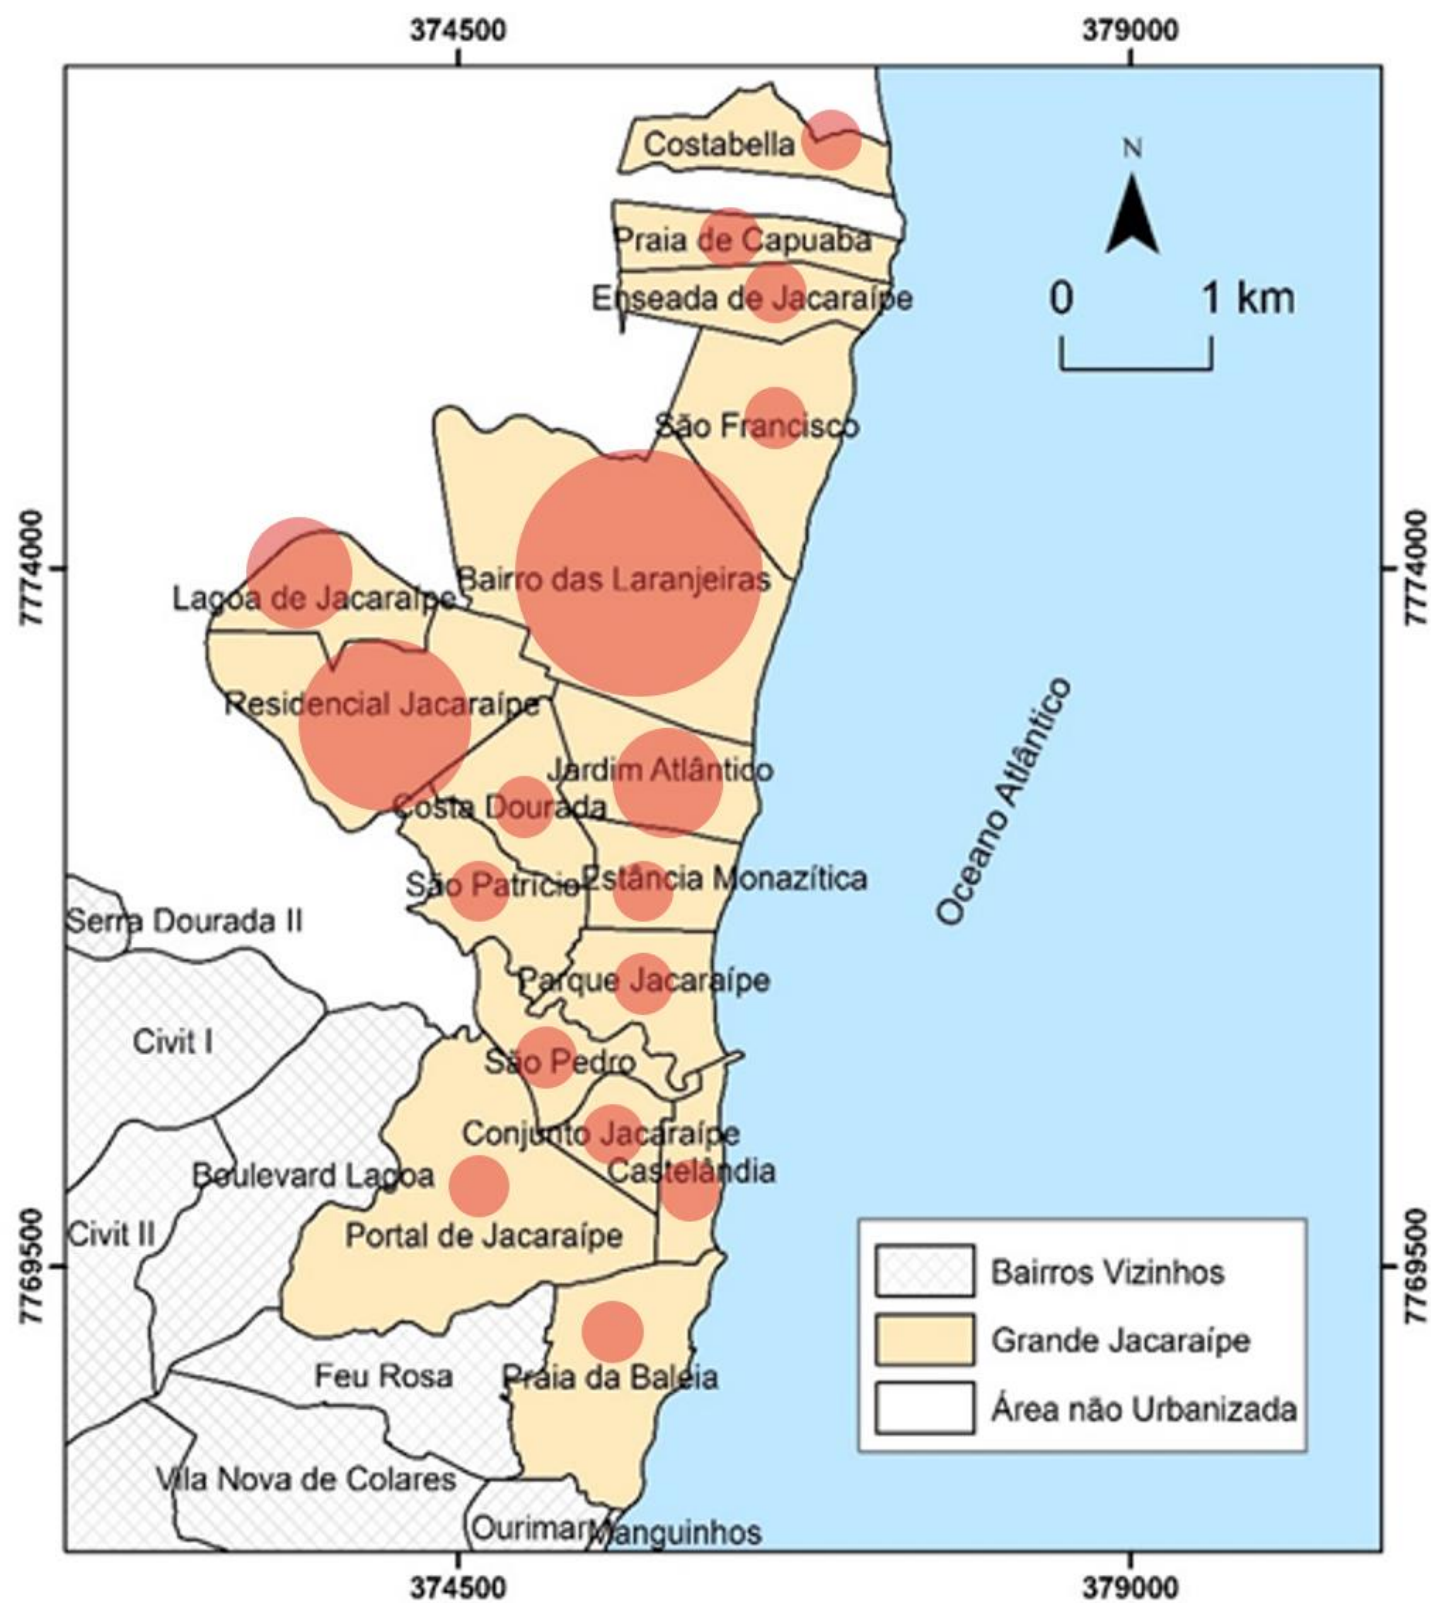 374500
379000
Costabella
N
Praia de Capuaba
Enseada de Jacaraípe
0
1 km
São Francisco
7774000
7774000
Bairro das Laranjeiras
Lagoa de Jacaraípe
Residencial Jacaraípe
Jardim Atlântico
Costa Dourada
Oceano Atlântico
São Patrício
Estância Monazítica
Serra Dourada II
Parque Jacaraípe
Civit I
São Pedro
Conjunto Jacaraípe
Castelândia
Boulevard Lagoa
Civit II
Portal de Jacaraípe
7769500
7769500
Bairros Vizinhos
Grande Jacaraípe
Área não Urbanizada
Feu Rosa
Praia da Baleia
Vila Nova de Colares
Ourimar
Manguinhos
374500
379000